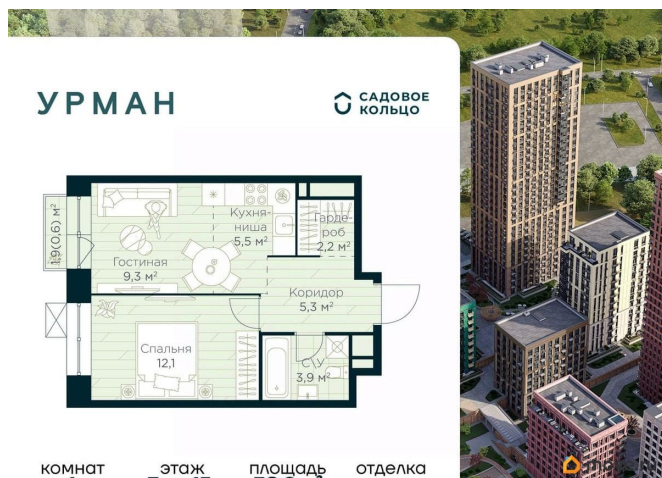 УРМАН
САДОВОЕ
КОЛЬЦО
1,9(0,6) м²
Кухня-
ниша
5,5 м²
Гарде-
роб
2,2 м²
Гостиная
9,3 м²
Коридор
5,3 м²
Спальня
12,1
С/У
3,9 м²
комнат этаж площадь отделка